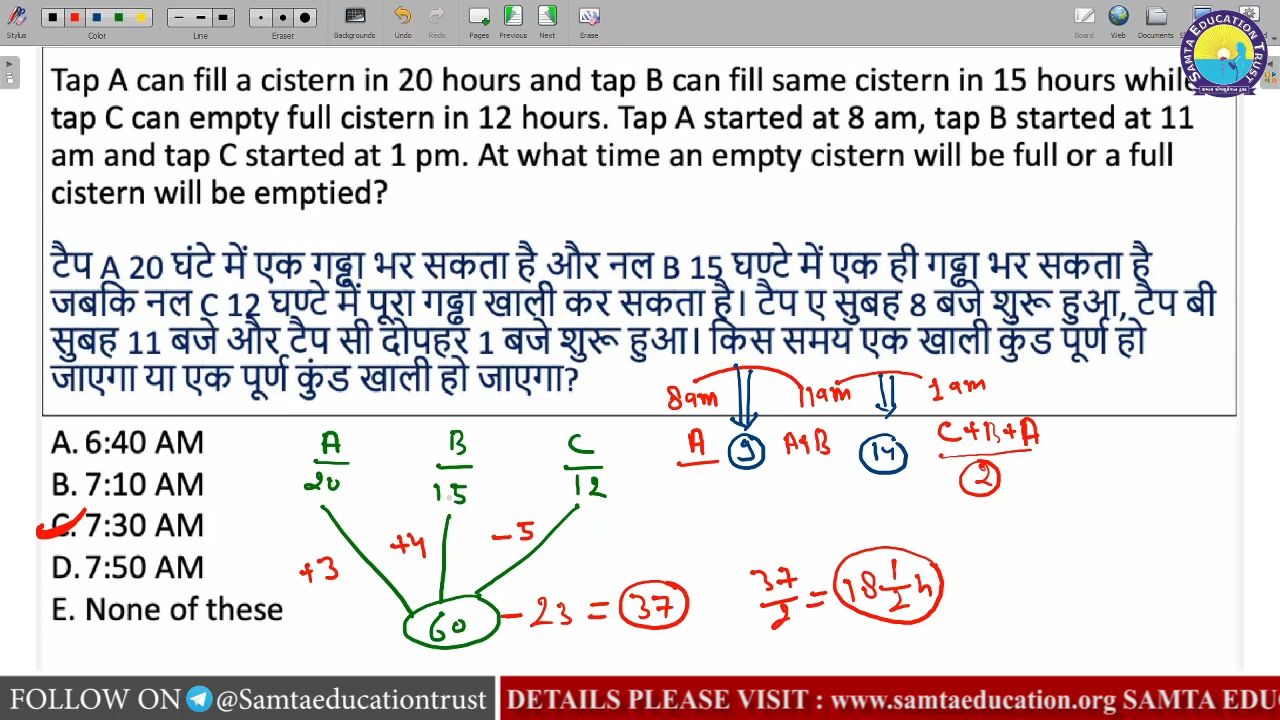 Stylus Color Line Eraser Backgrounds Undo Redo Pages Previous Next Erase Board Web Documents
SAMTA EDUCATION TRUST
Tap A can fill a cistern in 20 hours and tap B can fill same cistern in 15 hours while
tap C can empty full cistern in 12 hours. Tap A started at 8 am, tap B started at 11
am and tap C started at 1 pm. At what time an empty cistern will be full or a full
cistern will be emptied?
टैप A 20 घंटे में एक गढ्ढा भर सकता है और नल B 15 घण्टे में एक ही गढ्ढा भर सकता है
जबकि नल C 12 घण्टे में पूरा गढ्ढा खाली कर सकता है। टैप ए सुबह 8 बजे शुरू हुआ, टैप बी
सुबह 11 बजे और टैप सी दोपहर 1 बजे शुरू हुआ। किस समय एक खाली कुंड पूर्ण हो
जाएगा या एक पूर्ण कुंड खाली हो जाएगा?
8am 11am 1am
A 9 A+B 14 C+B+A
2
A. 6:40 AM
B. 7:10 AM
C. 7:30 AM
D. 7:50 AM
E. None of these
A B C
20 15 12
+3 +4 -5
60 - 23 = 37
37/2 = 18 1/2 h
FOLLOW ON @Samtaeducationtrust DETAILS PLEASE VISIT : www.samtaeducation.org SAMTA EDU